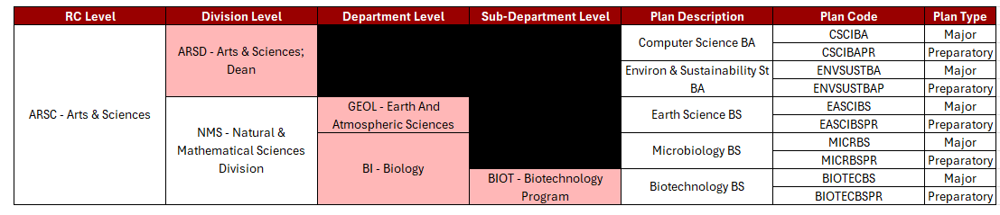 RC Level Division Level Department Level Sub-Department Level Plan Description Plan Code Plan Type
ARSC - Arts & Sciences
ARSD - Arts & Sciences;
Dean
Computer Science BA
CSCIBA Major
CSCIBAPR Preparatory
Environ & Sustainability St
BA
ENVSUSTBA Major
ENVSUSTBAP Preparatory
NMS - Natural &
Mathematical Sciences
Division
GEOL - Earth And
Atmospheric Sciences
Earth Science BS
EASCIBS Major
EASCIBSPR Preparatory
BI - Biology
Microbiology BS
MICRBS Major
MICRBSPR Preparatory
BIOT - Biotechnology
Program
Biotechnology BS
BIOTECBS Major
BIOTECBSPR Preparatory